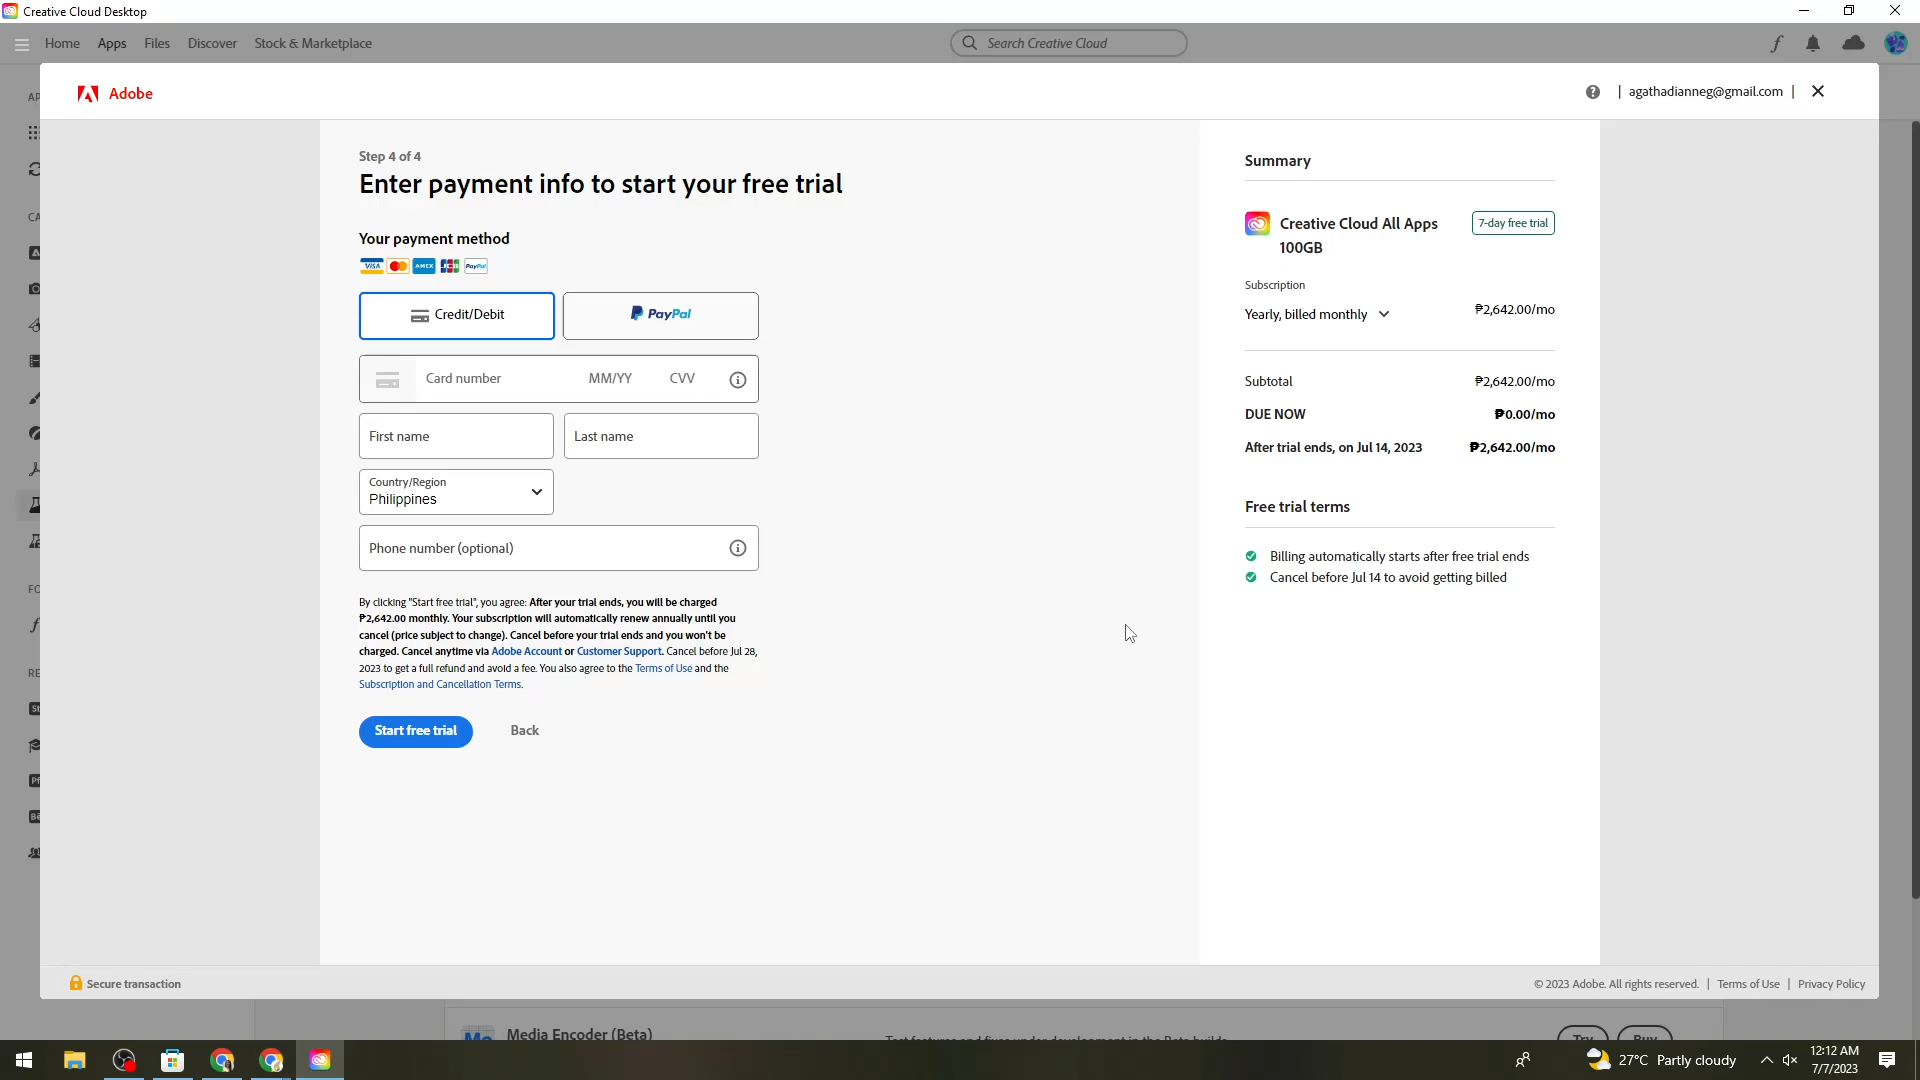 Creative Cloud Desktop
Home Apps Files Discover Stock & Marketplace
Search Creative Cloud
Adobe
| agathadianneg@gmail.com |
Step 4 of 4
Enter payment info to start your free trial
Your payment method
VISA AMEX JCB PayPal
Credit/Debit
PayPal
Card number MM/YY CVV
First name
Last name
Country/Region
Philippines
Phone number (optional)
By clicking "Start free trial", you agree: After your trial ends, you will be charged
₱2,642.00 monthly. Your subscription will automatically renew annually until you
cancel (price subject to change). Cancel before your trial ends and you won't be
charged. Cancel anytime via Adobe Account or Customer Support. Cancel before Jul 28,
2023 to get a full refund and avoid a fee. You also agree to the Terms of Use and the
Subscription and Cancellation Terms.
Start free trial
Back
Summary
Creative Cloud All Apps
100GB
7-day free trial
Subscription
Yearly, billed monthly
₱2,642.00/mo
Subtotal ₱2,642.00/mo
DUE NOW ₱0.00/mo
After trial ends, on Jul 14, 2023 ₱2,642.00/mo
Free trial terms
Billing automatically starts after free trial ends
Cancel before Jul 14 to avoid getting billed
Secure transaction
© 2023 Adobe. All rights reserved. | Terms of Use | Privacy Policy
Media Encoder (Beta)
Try
Buy
27°C Partly cloudy
12:12 AM
7/7/2023